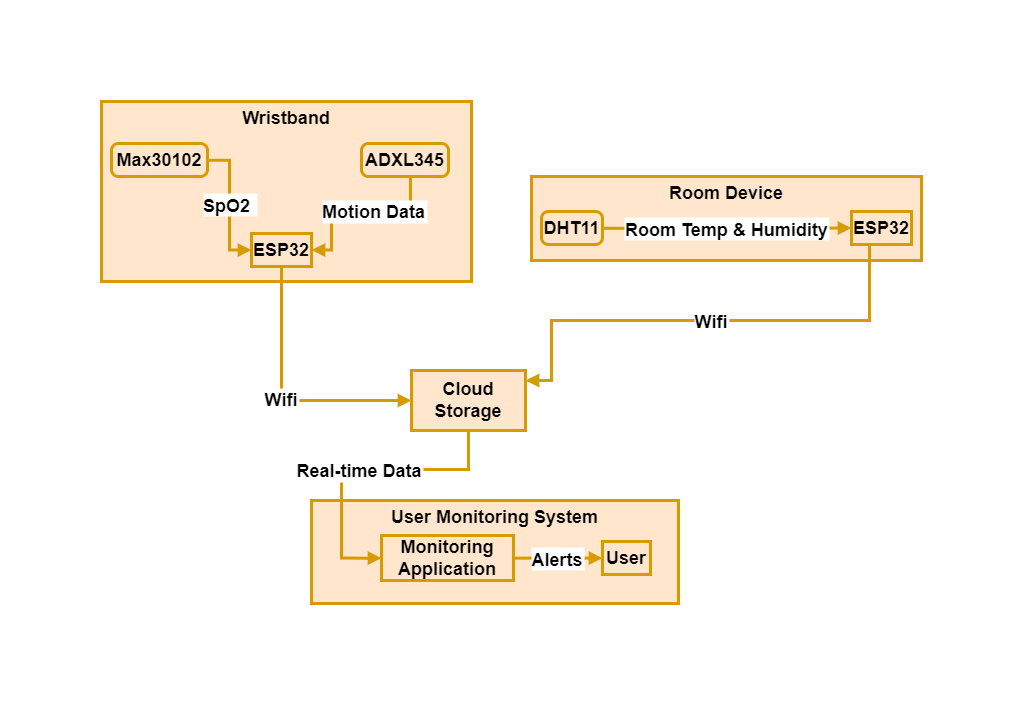 Wristband
Max30102
ADXL345
SpO2
Motion Data
ESP32
Room Device
DHT11
Room Temp & Humidity
ESP32
Wifi
Wifi
Cloud
Storage
Real-time Data
User Monitoring System
Monitoring
Application
Alerts
User